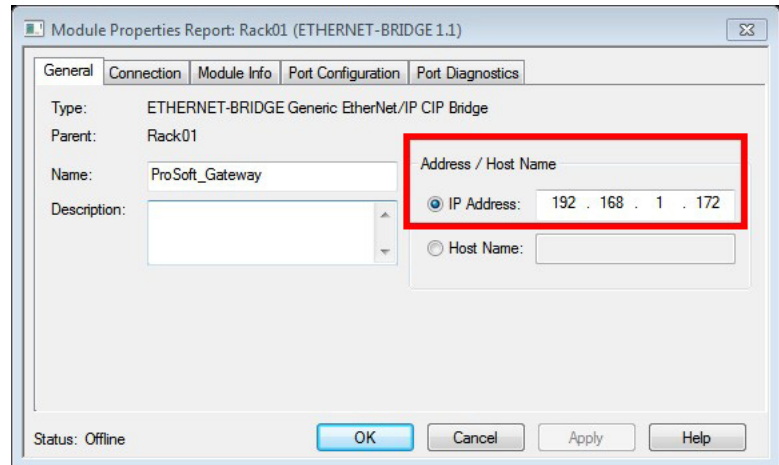 Module Properties Report: Rack01 (ETHERNET-BRIDGE 1.1)
General Connection Module Info Port Configuration Port Diagnostics
Type: ETHERNET-BRIDGE Generic EtherNet/IP CIP Bridge
Parent: Rack01
Name: ProSoft_Gateway
Description:
Address / Host Name
IP Address: 192 . 168 . 1 . 172
Host Name:
Status: Offline
OK Cancel Apply Help